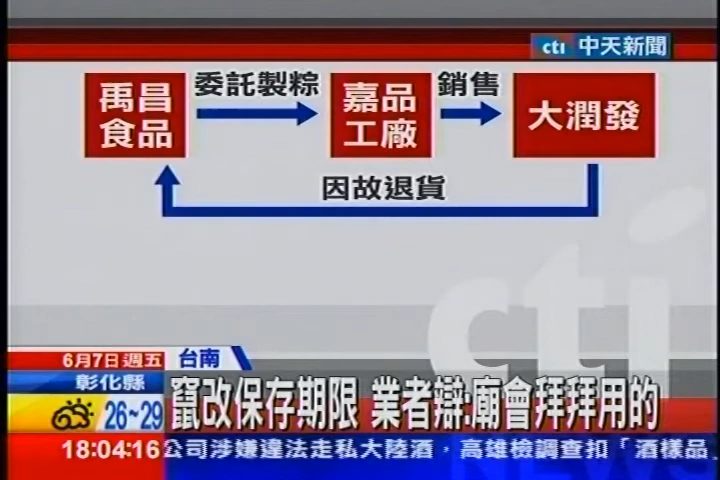 cti 中天新聞
禹昌
食品
委託製粽
嘉品
工廠
銷售
大潤發
因故退貨
cti
6月7日週五
台南
彰化縣
26~29
竄改保存期限 業者辯:廟會拜拜用的
18:04:16
公司涉嫌違法走私大陸酒，高雄檢調查扣「酒樣品
NEWS